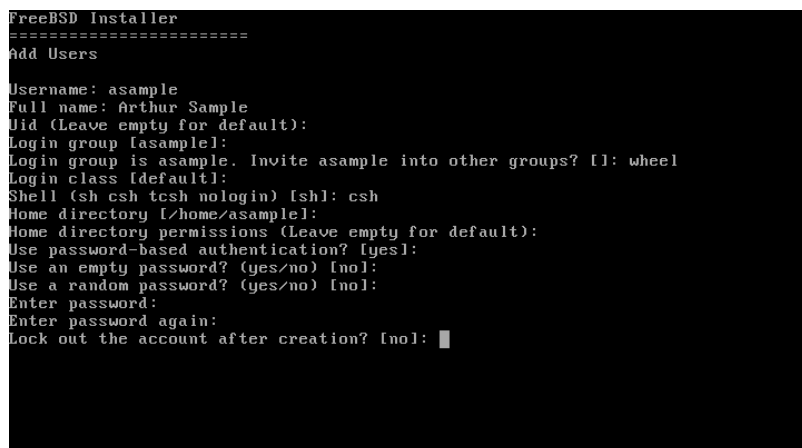 FreeBSD Installer
========================
Add Users
Username: asample
Full name: Arthur Sample
Uid (Leave empty for default):
Login group [asample]:
Login group is asample. Invite asample into other groups? []: wheel
Login class [default]:
Shell (sh csh tcsh nologin) [sh]: csh
Home directory [/home/asample]:
Home directory permissions (Leave empty for default):
Use password-based authentication? [yes]:
Use an empty password? (yes/no) [no]:
Use a random password? (yes/no) [no]:
Enter password:
Enter password again:
Lock out the account after creation? [no]: